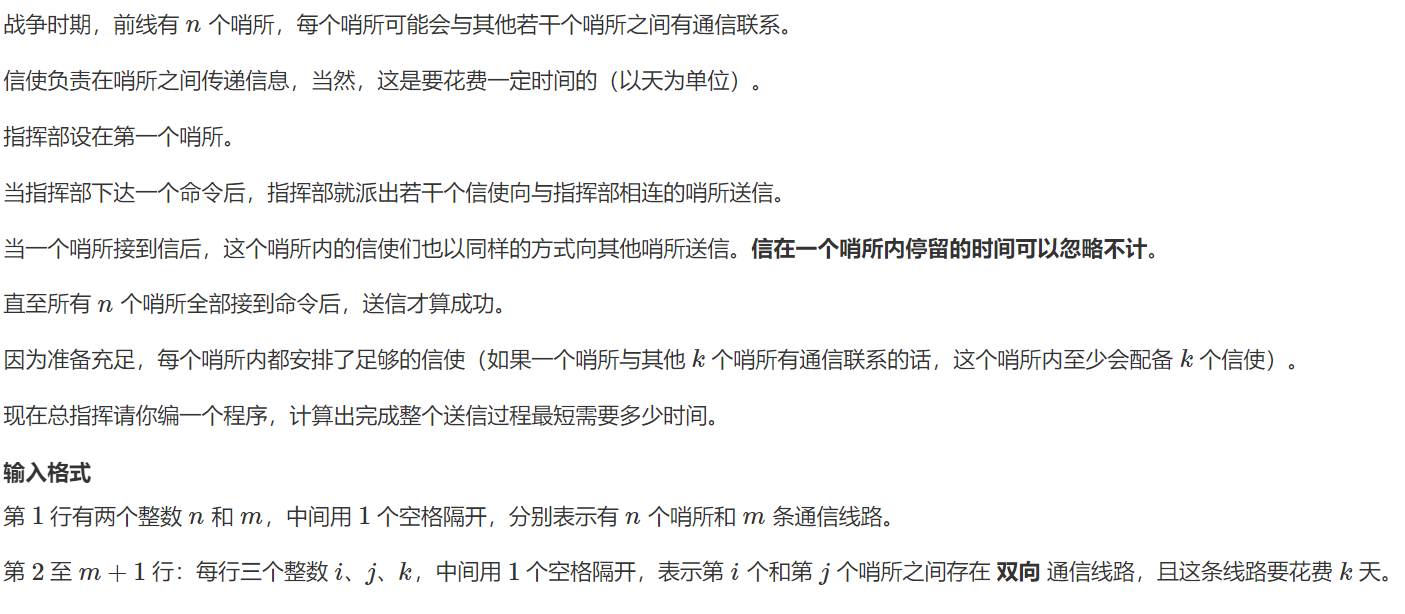 战争时期，前线有 n 个哨所，每个哨所可能会与其他若干个哨所之间有通信联系。
信使负责在哨所之间传递信息，当然，这是要花费一定时间的（以天为单位）。
指挥部设在第一个哨所。
当指挥部下达一个命令后，指挥部就派出若干个信使向与指挥部相连的哨所送信。
当一个哨所接到信后，这个哨所内的信使们也以同样的方式向其他哨所送信。信在一个哨所内停留的时间可以忽略不计。
直至所有 n 个哨所全部接到命令后，送信才算成功。
因为准备充足，每个哨所内都安排了足够的信使（如果一个哨所与其他 k 个哨所有通信联系的话，这个哨所内至少会配备 k 个信使）。
现在总指挥请你编一个程序，计算出完成整个送信过程最短需要多少时间。
输入格式
第 1 行有两个整数 n 和 m，中间用 1 个空格隔开，分别表示有 n 个哨所和 m 条通信线路。
第 2 至 m + 1 行：每行三个整数 i、j、k，中间用 1 个空格隔开，表示第 i 个和第 j 个哨所之间存在 双向 通信线路，且这条线路要花费 k 天。